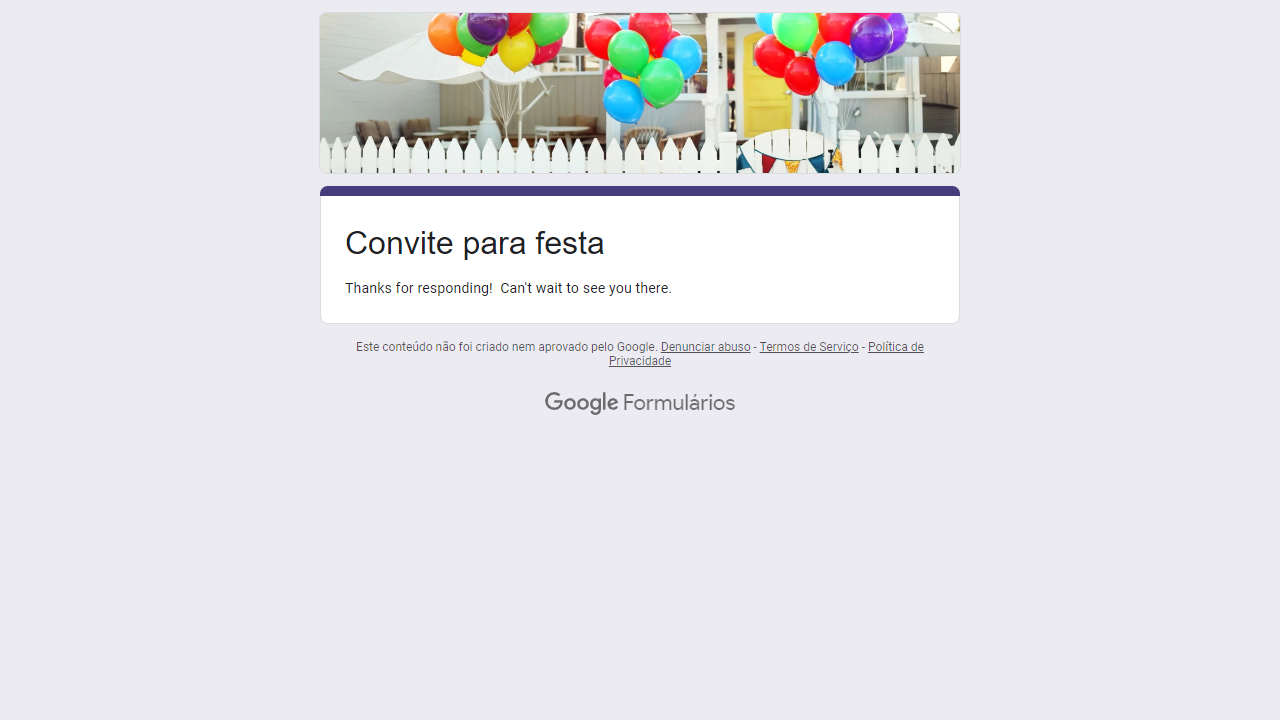 Convite para festa
Thanks for responding!  Can't wait to see you there.
Este conteúdo não foi criado nem aprovado pelo Google. Denunciar abuso - Termos de Serviço - Política de
Privacidade
Google Formulários